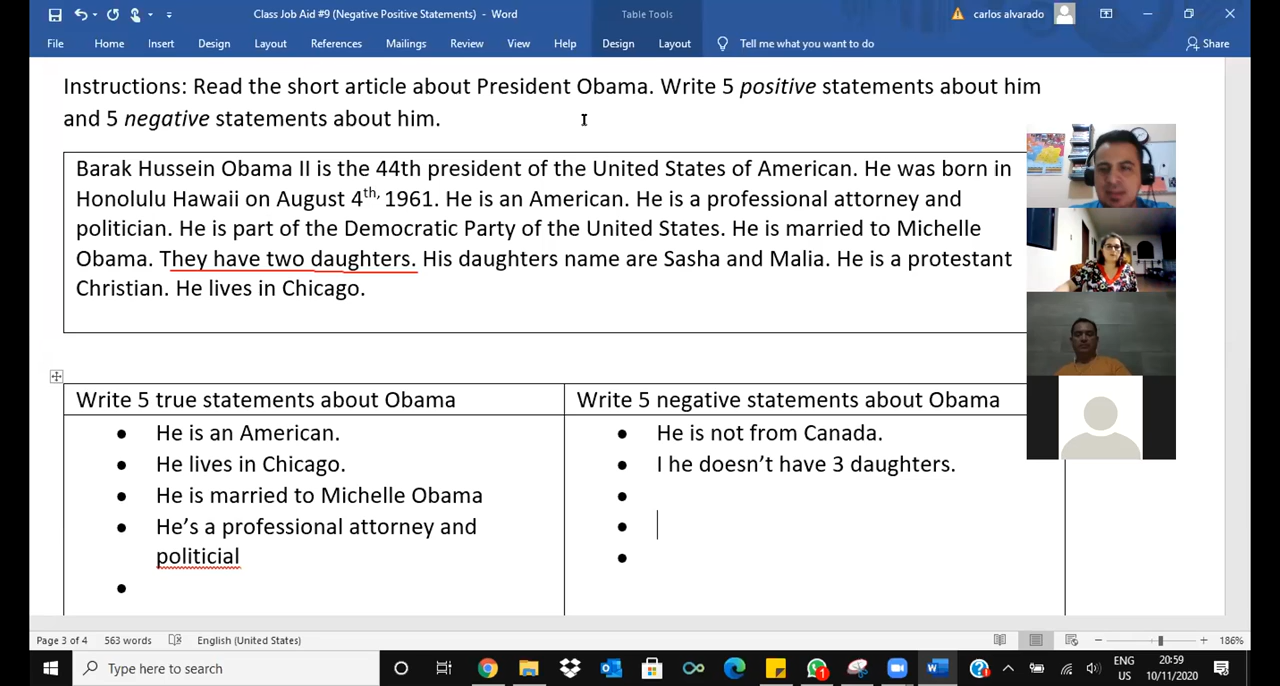 Class Job Aid #9 (Negative Positive Statements) - Word
Table Tools
carlos alvarado
File Home Insert Design Layout References Mailings Review View Help Design Layout Tell me what you want to do Share
Instructions: Read the short article about President Obama. Write 5 positive statements about him
and 5 negative statements about him.
Barak Hussein Obama II is the 44th president of the United States of American. He was born in
Honolulu Hawaii on August 4th, 1961. He is an American. He is a professional attorney and
politician. He is part of the Democratic Party of the United States. He is married to Michelle
Obama. They have two daughters. His daughters name are Sasha and Malia. He is a protestant
Christian. He lives in Chicago.
Write 5 true statements about Obama
• He is an American.
• He lives in Chicago.
• He is married to Michelle Obama
• He's a professional attorney and
politicial
•
Write 5 negative statements about Obama
• He is not from Canada.
• I he doesn't have 3 daughters.
•
•
•
Page 3 of 4 563 words English (United States) 186%
Type here to search
ENG
US
20:59
10/11/2020
1